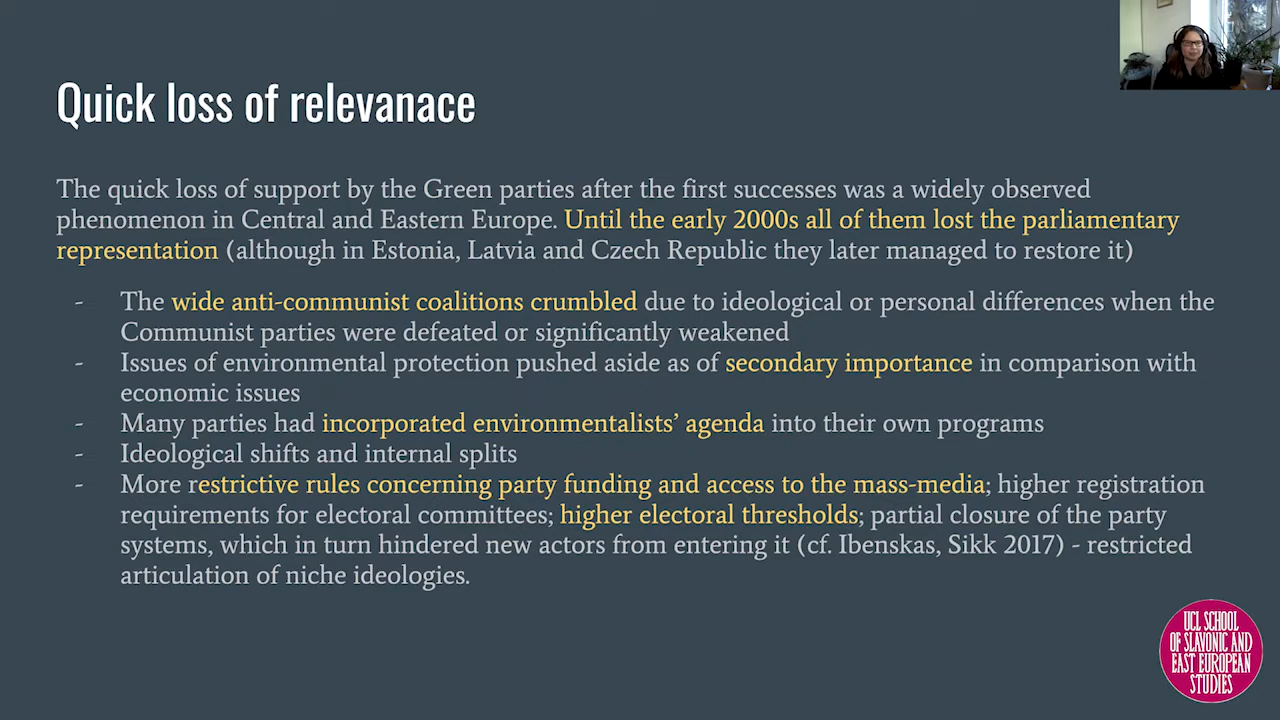 Quick loss of relevanace
The quick loss of support by the Green parties after the first successes was a widely observed
phenomenon in Central and Eastern Europe. Until the early 2000s all of them lost the parliamentary
representation (although in Estonia, Latvia and Czech Republic they later managed to restore it)
- The wide anti-communist coalitions crumbled due to ideological or personal differences when the
Communist parties were defeated or significantly weakened
- Issues of environmental protection pushed aside as of secondary importance in comparison with
economic issues
- Many parties had incorporated environmentalists’ agenda into their own programs
- Ideological shifts and internal splits
- More restrictive rules concerning party funding and access to the mass-media; higher registration
requirements for electoral committees; higher electoral thresholds; partial closure of the party
systems, which in turn hindered new actors from entering it (cf. Ibenskas, Sikk 2017) - restricted
articulation of niche ideologies.
UCL SCHOOL
OF SLAVONIC AND
EAST EUROPEAN
STUDIES